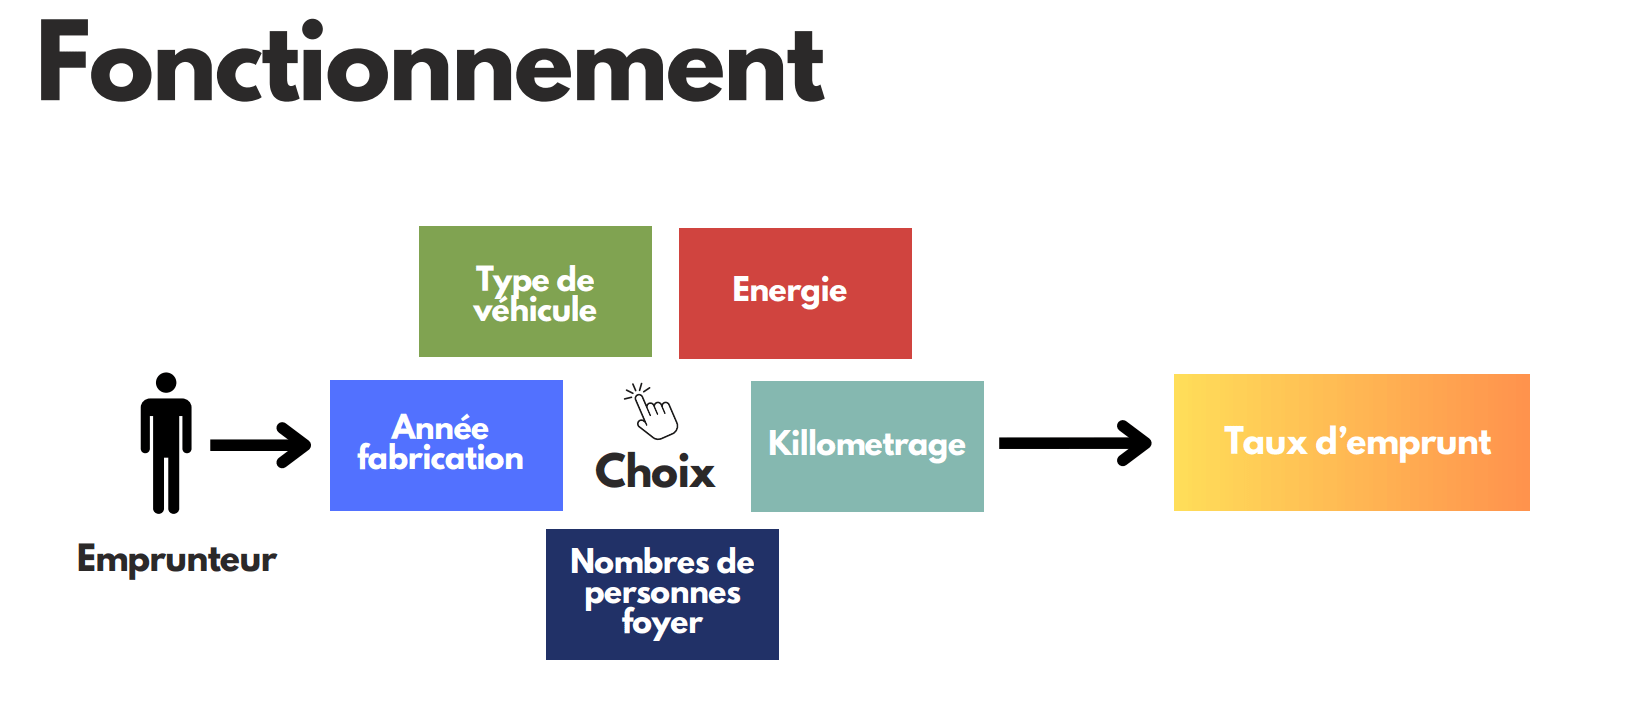 Fonctionnement
Type de
véhicule
Energie
Année
fabrication
Choix
Killometrage
Taux d'emprunt
Emprunteur
Nombres de
personnes
foyer